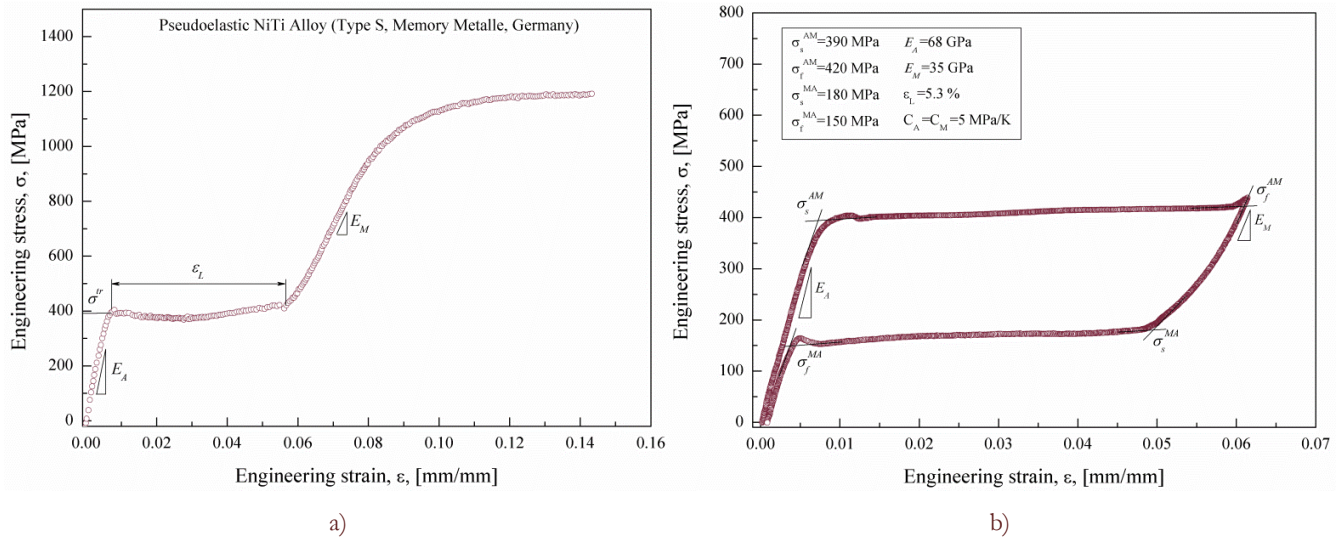 Pseudoelastic NiTi Alloy (Type S, Memory Metalle, Germany)
Engineering stress, σ, [MPa]
1400
1200
1000
800
600
400
200
0
σ^tr
ε_L
E_A
E_M
0.00 0.02 0.04 0.06 0.08 0.10 0.12 0.14 0.16
Engineering strain, ε, [mm/mm]
a)
Engineering stress, σ, [MPa]
800
700
600
500
400
300
200
100
0
σ_s^AM=390 MPa E_A=68 GPa
σ_f^AM=420 MPa E_M=35 GPa
σ_s^MA=180 MPa ε_L=5.3 %
σ_f^MA=150 MPa C_A=C_M=5 MPa/K
σ_s^AM
σ_f^AM
E_M
E_A
σ_f^MA
σ_s^MA
0.00 0.01 0.02 0.03 0.04 0.05 0.06 0.07
Engineering strain, ε, [mm/mm]
b)